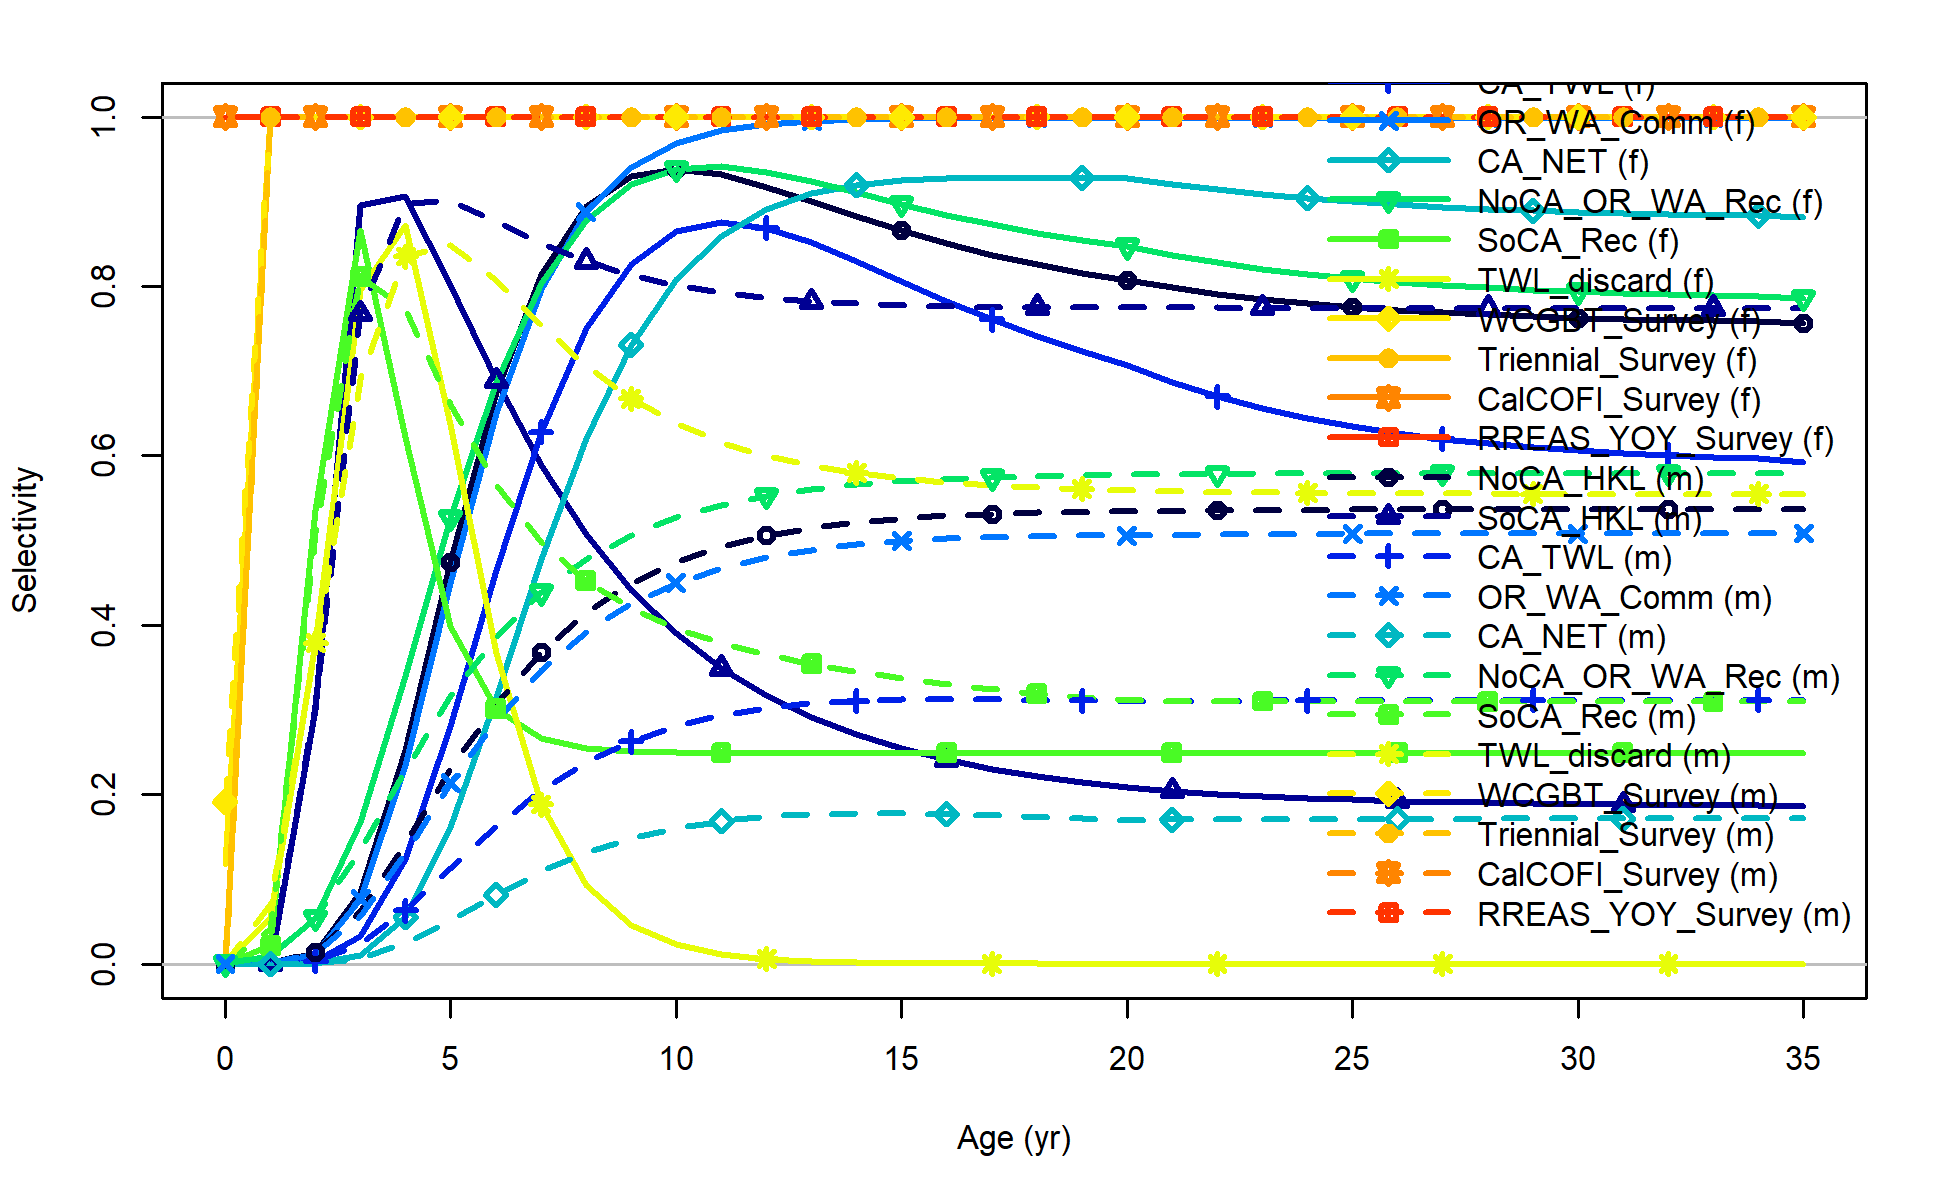 CA_TWL (f)
OR_WA_Comm (f)
CA_NET (f)
NoCA_OR_WA_Rec (f)
SoCA_Rec (f)
TWL_discard (f)
WCGBT_Survey (f)
Triennial_Survey (f)
CalCOFI_Survey (f)
RREAS_YOY_Survey (f)
NoCA_HKL (m)
SoCA_HKL (m)
CA_TWL (m)
OR_WA_Comm (m)
CA_NET (m)
NoCA_OR_WA_Rec (m)
SoCA_Rec (m)
TWL_discard (m)
WCGBT_Survey (m)
Triennial_Survey (m)
CalCOFI_Survey (m)
RREAS_YOY_Survey (m)
1.0
0.8
0.6
0.4
0.2
0.0
Selectivity
0 5 10 15 20 25 30 35
Age (yr)